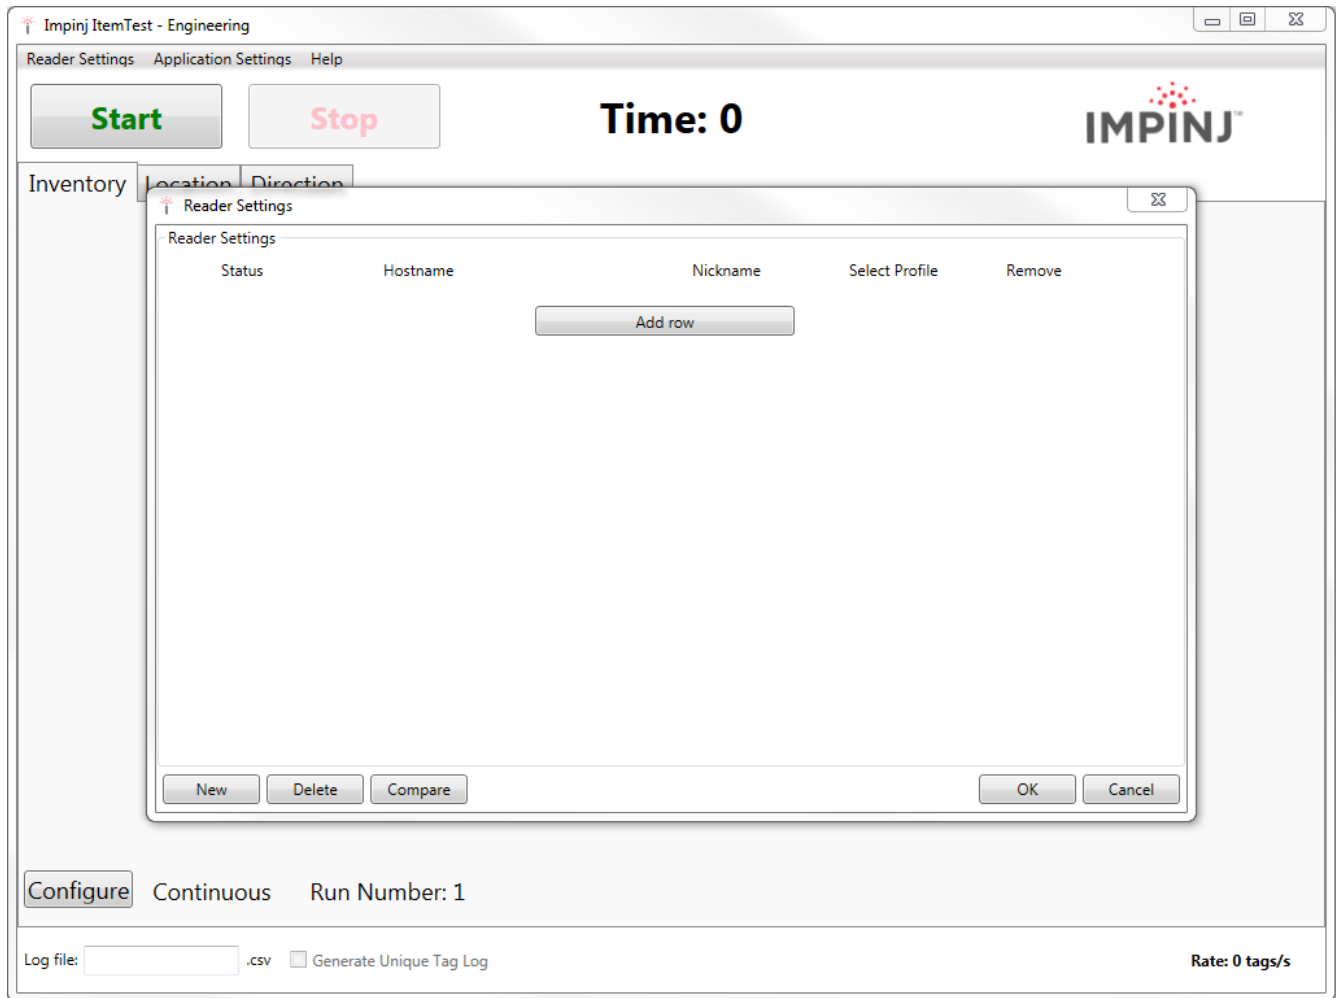 Impinj ItemTest - Engineering
Reader Settings Application Settings Help
Start Stop Time: 0 IMPINJ™
Inventory Location Direction
Reader Settings
Reader Settings
Status Hostname Nickname Select Profile Remove
Add row
New Delete Compare OK Cancel
Configure Continuous Run Number: 1
Log file: .csv Generate Unique Tag Log Rate: 0 tags/s